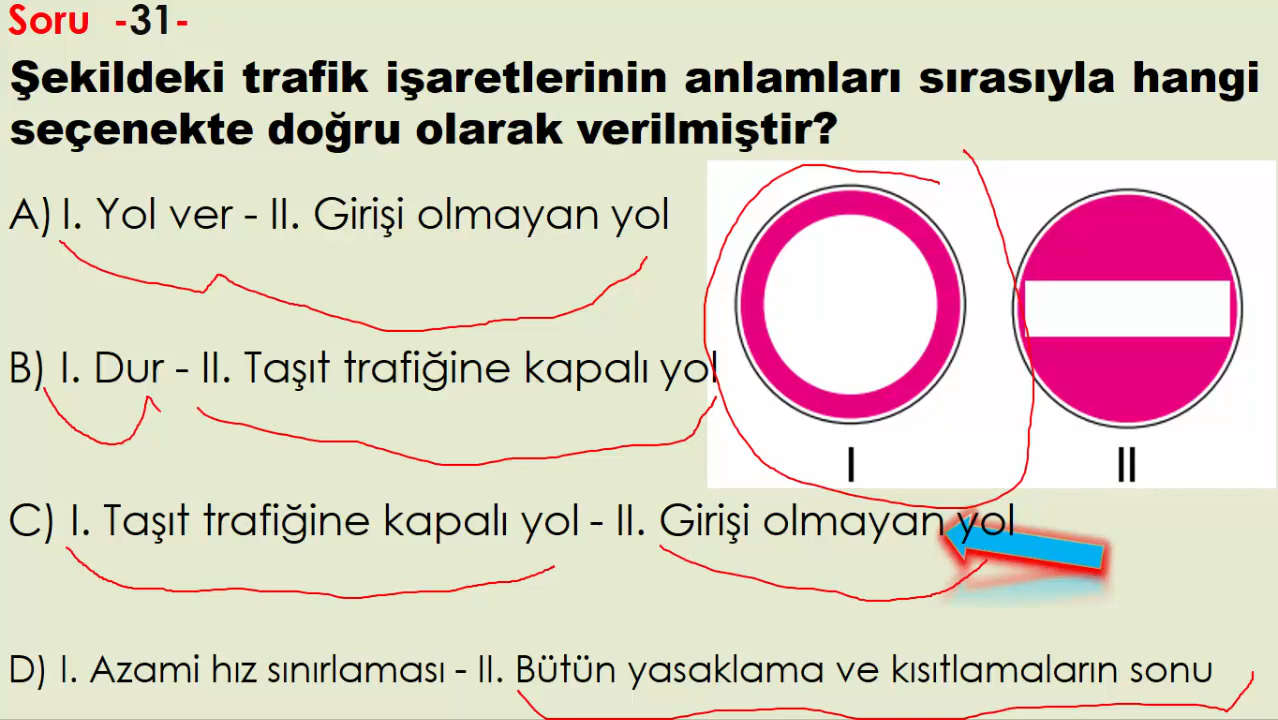 Soru -31-
Şekildeki trafik işaretlerinin anlamları sırasıyla hangi
seçenekte doğru olarak verilmiştir?
A) I. Yol ver - II. Girişi olmayan yol
B) I. Dur - II. Taşıt trafiğine kapalı yol
I
II
C) I. Taşıt trafiğine kapalı yol - II. Girişi olmayan yol
D) I. Azami hız sınırlaması - II. Bütün yasaklama ve kısıtlamaların sonu